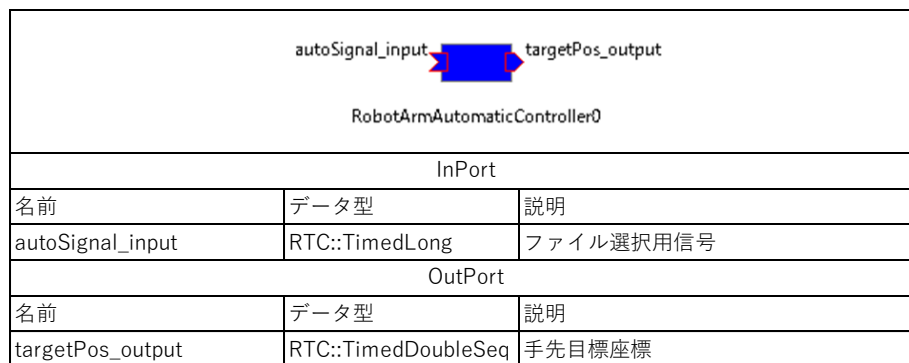 autoSignal_input targetPos_output
RobotArmAutomaticController0
InPort
名前 データ型 説明
autoSignal_input RTC::TimedLong ファイル選択用信号
OutPort
名前 データ型 説明
targetPos_output RTC::TimedDoubleSeq 手先目標座標